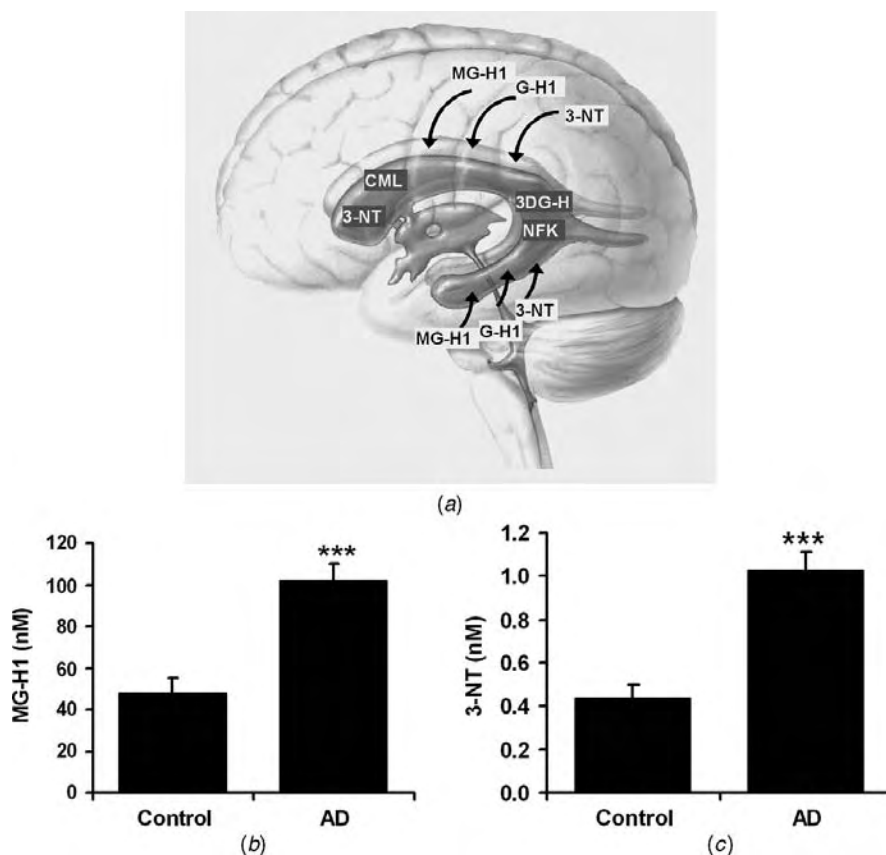 MG-H1
G-H1
3-NT
CML
3-NT
3DG-H
NFK
3-NT
G-H1
MG-H1
(a)
120
100
80
60
40
20
0
MG-H1 (nM)
***
Control
AD
(b)
1.2
1.0
0.8
0.6
0.4
0.2
0.0
3-NT (nM)
***
Control
AD
(c)